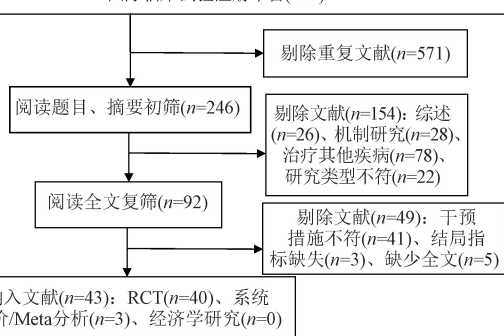 剔除重复文献(n=571)
阅读题目、摘要初筛(n=246)
剔除文献(n=154)：综述
(n=26)、机制研究(n=28)、
治疗其他疾病(n=78)、
研究类型不符(n=22)
阅读全文复筛(n=92)
剔除文献(n=49)：干预
措施不符(n=41)、结局指
标缺失(n=3)、缺少全文(n=5)
入文献(n=43)：RCT(n=40)、系统
价/Meta分析(n=3)、经济学研究(n=0)